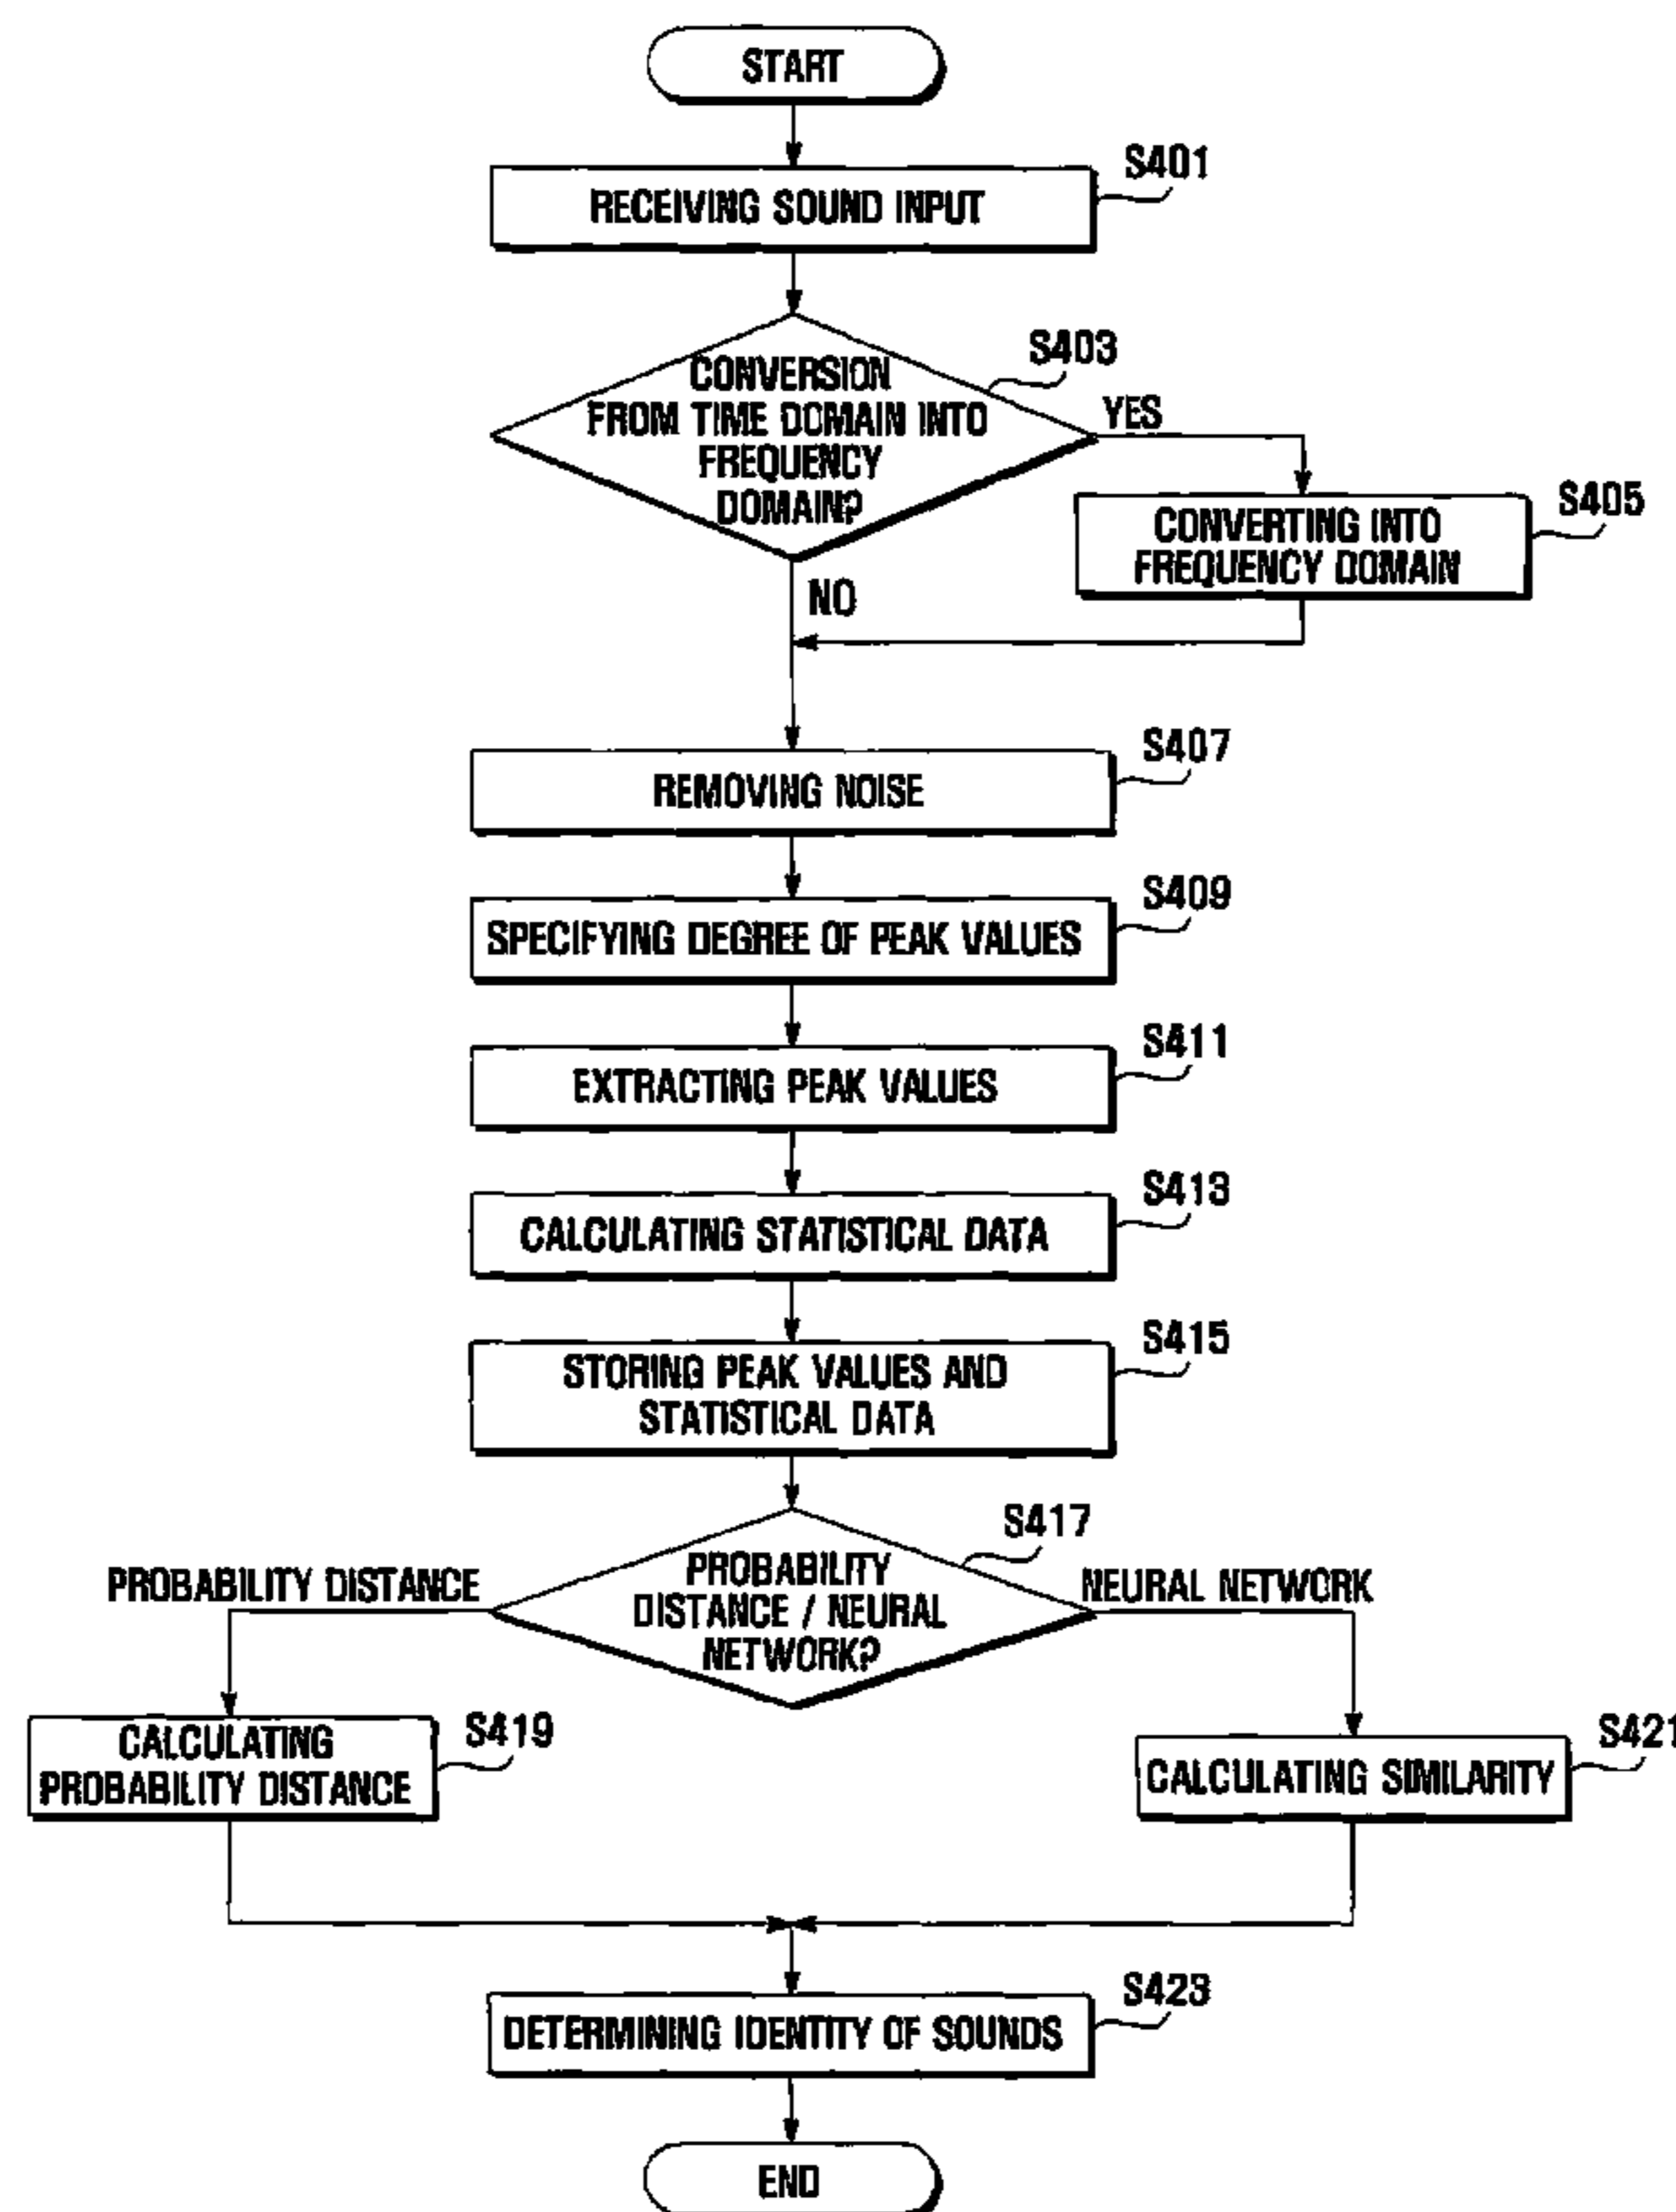 START
S401
RECEIVING SOUND INPUT
S403
CONVERSION
FROM TIME DOMAIN INTO
FREQUENCY
DOMAIN?
YES
S405
CONVERTING INTO
FREQUENCY DOMAIN
NO
S407
REMOVING NOISE
S409
SPECIFYING DEGREE OF PEAK VALUES
S411
EXTRACTING PEAK VALUES
S413
CALCULATING STATISTICAL DATA
S415
STORING PEAK VALUES AND
STATISTICAL DATA
S417
PROBABILITY
DISTANCE / NEURAL
NETWORK?
PROBABILITY DISTANCE
NEURAL NETWORK
S419
CALCULATING
PROBABILITY DISTANCE
S421
CALCULATING SIMILARITY
S423
DETERMINING IDENTITY OF SOUNDS
END